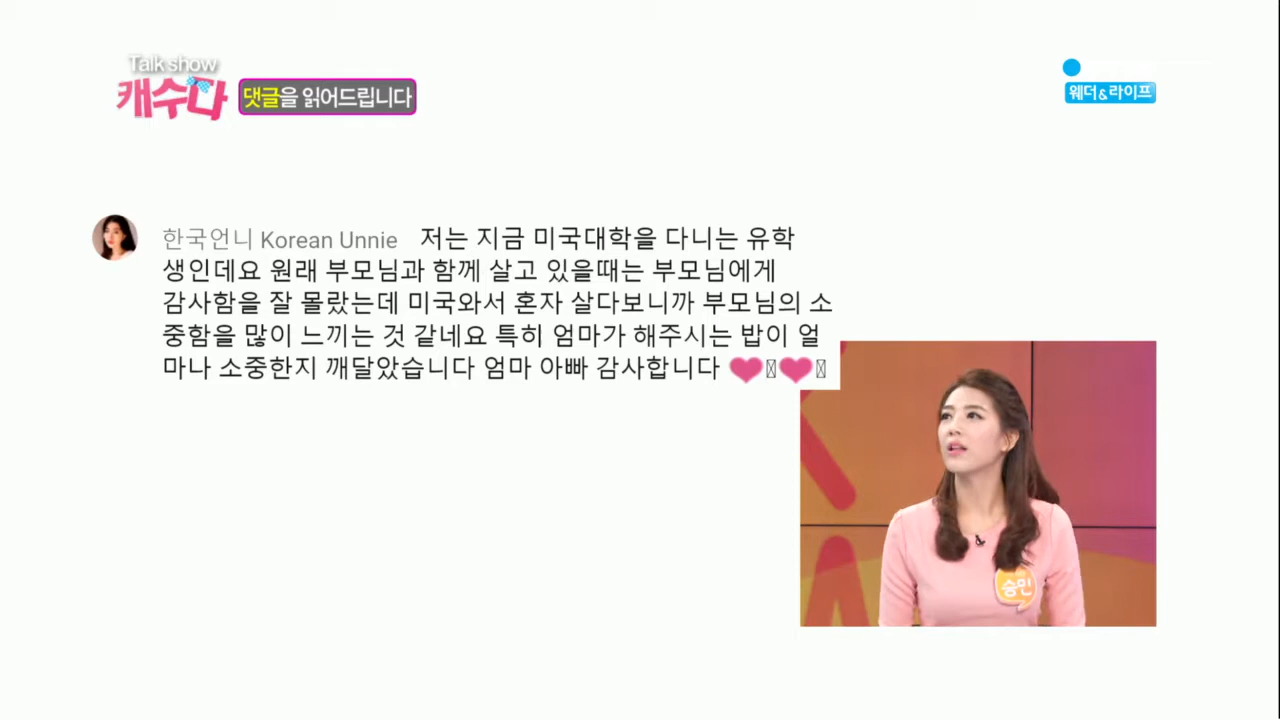 Talk show
캐수다
댓글을 읽어드립니다
웨더&라이프
한국언니 Korean Unnie 저는 지금 미국대학을 다니는 유학
생인데요 원래 부모님과 함께 살고 있을때는 부모님에게
감사함을 잘 몰랐는데 미국와서 혼자 살다보니까 부모님의 소
중함을 많이 느끼는 것 같네요 특히 엄마가 해주시는 밥이 얼
마나 소중한지 깨달았습니다 엄마 아빠 감사합니다 ❤❤
승민